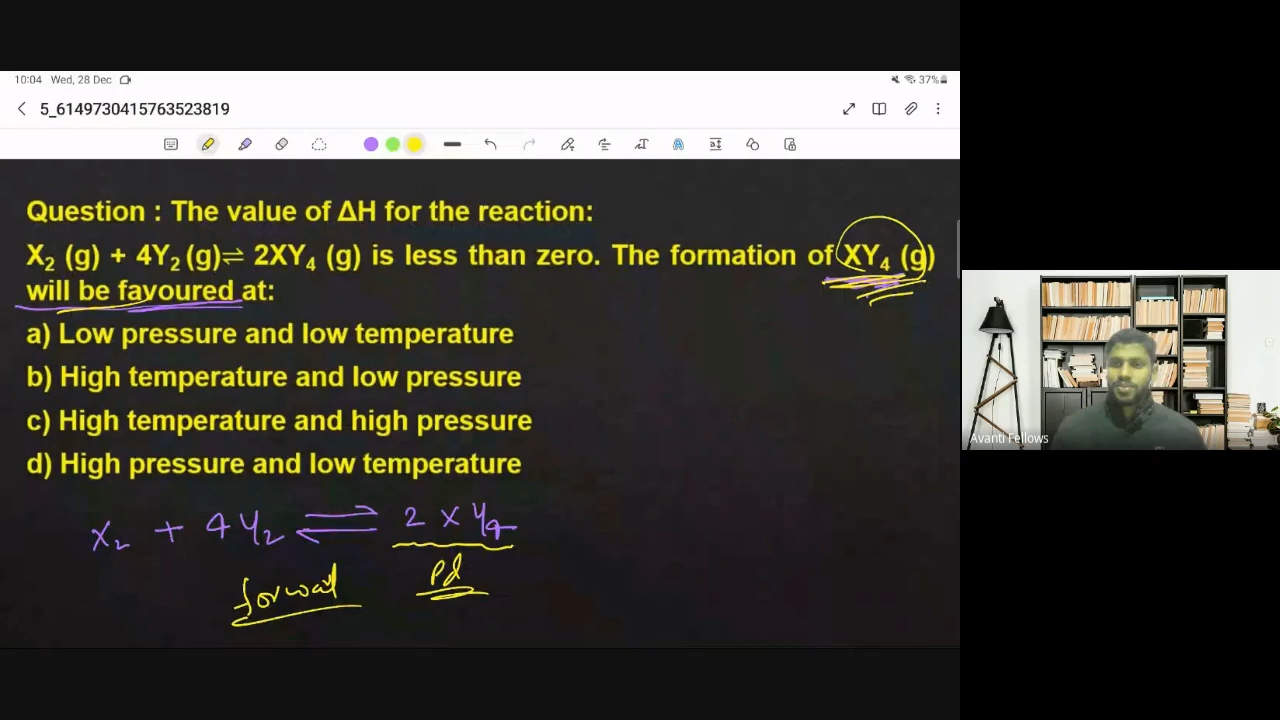 10:04 Wed, 28 Dec
37%
5_6149730415763523819
Question : The value of ΔH for the reaction:
X₂ (g) + 4Y₂ (g)⇌ 2XY₄ (g) is less than zero. The formation of XY₄ (g)
will be favoured at:
a) Low pressure and low temperature
b) High temperature and low pressure
c) High temperature and high pressure
d) High pressure and low temperature
X₂ + 4Y₂ ⇌ 2XY₄
Pd
Avanti Fellows